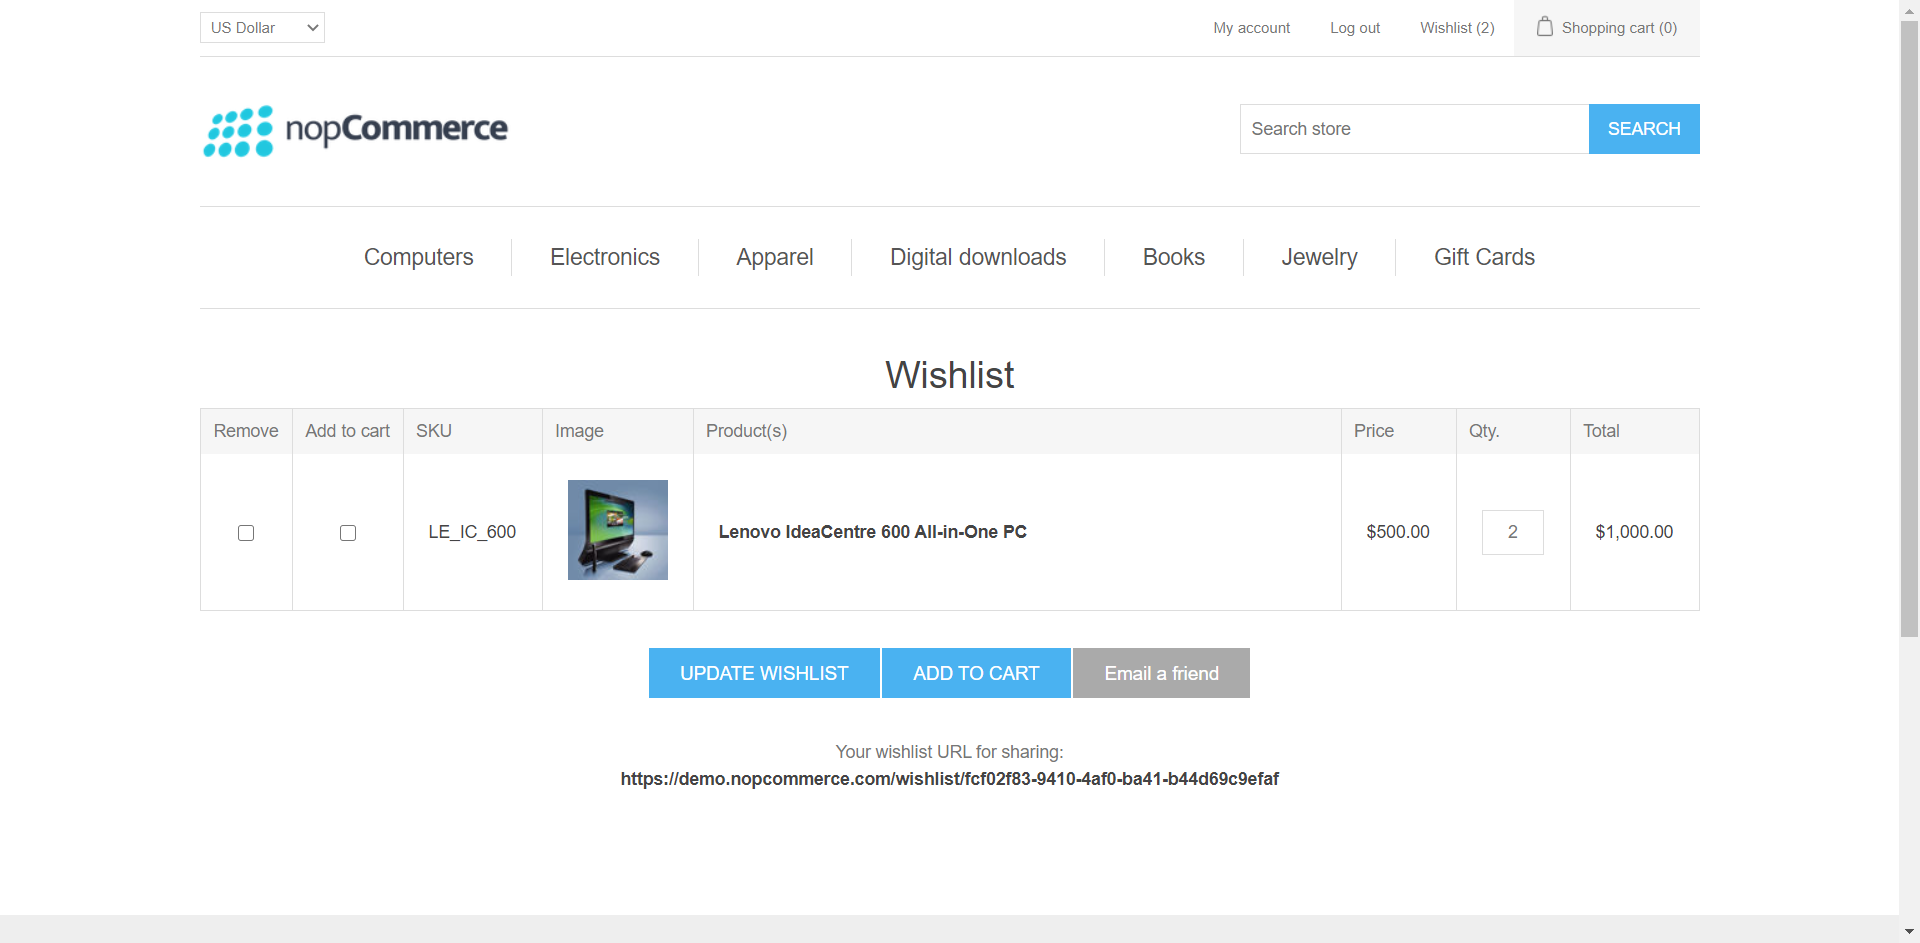 US Dollar
My account
Log out
Wishlist (2)
Shopping cart (0)
nopCommerce
Search store
SEARCH
Computers
Electronics
Apparel
Digital downloads
Books
Jewelry
Gift Cards
Wishlist
Remove
Add to cart
SKU
Image
Product(s)
Price
Qty.
Total
LE_IC_600
Lenovo IdeaCentre 600 All-in-One PC
$500.00
2
$1,000.00
UPDATE WISHLIST
ADD TO CART
Email a friend
Your wishlist URL for sharing:
https://demo.nopcommerce.com/wishlist/fcf02f83-9410-4af0-ba41-b44d69c9efaf